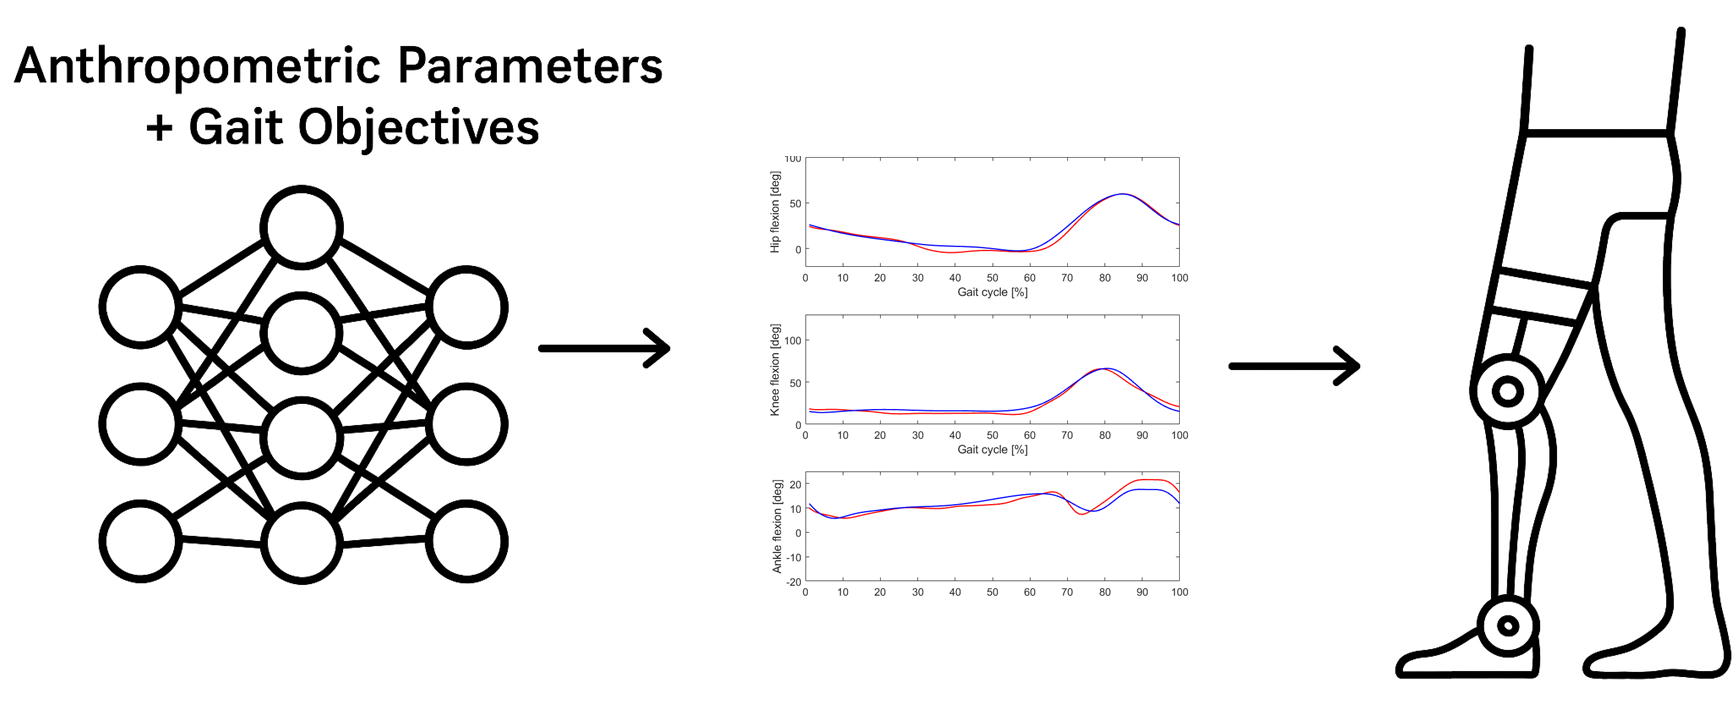 Anthropometric Parameters
+ Gait Objectives
Hip flexion [deg]
100
50
0
0 10 20 30 40 50 60 70 80 90 100
Gait cycle [%]
Knee flexion [deg]
100
50
0
0 10 20 30 40 50 60 70 80 90 100
Gait cycle [%]
Ankle flexion [deg]
20
10
0
-10
-20
0 10 20 30 40 50 60 70 80 90 100